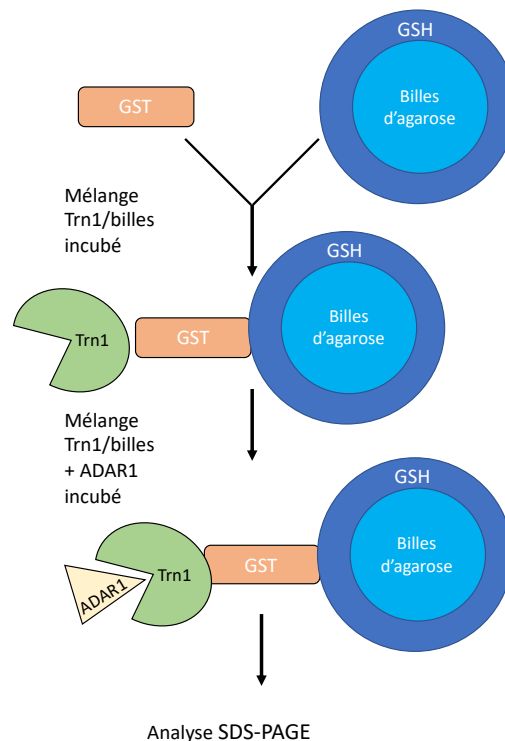 GSH
GST
Billes
d'agarose
Mélange
Trn1/billes
incubé
GSH
Trn1
GST
Billes
d'agarose
Mélange
Trn1/billes
+ ADAR1
incubé
GSH
ADAR1
Trn1
GST
Billes
d'agarose
Analyse SDS-PAGE